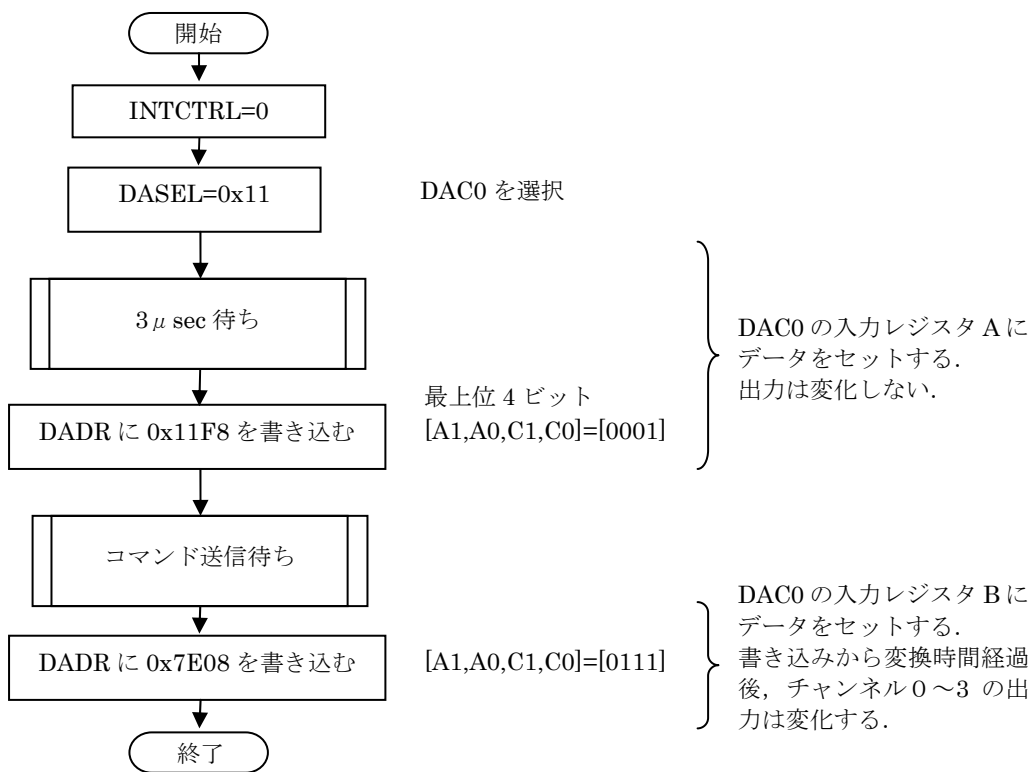 開始
INTCTRL=0
DASEL=0x11
DAC0 を選択
3μsec 待ち
DAC0 の入力レジスタ A に
データをセットする.
出力は変化しない.
最上位 4 ビット
DADR に 0x11F8 を書き込む
[A1,A0,C1,C0]=[0001]
コマンド送信待ち
DADR に 0x7E08 を書き込む
[A1,A0,C1,C0]=[0111]
DAC0 の入力レジスタ B に
データをセットする.
書き込みから変換時間経過
後，チャンネル０～3 の出
力は変化する.
終了